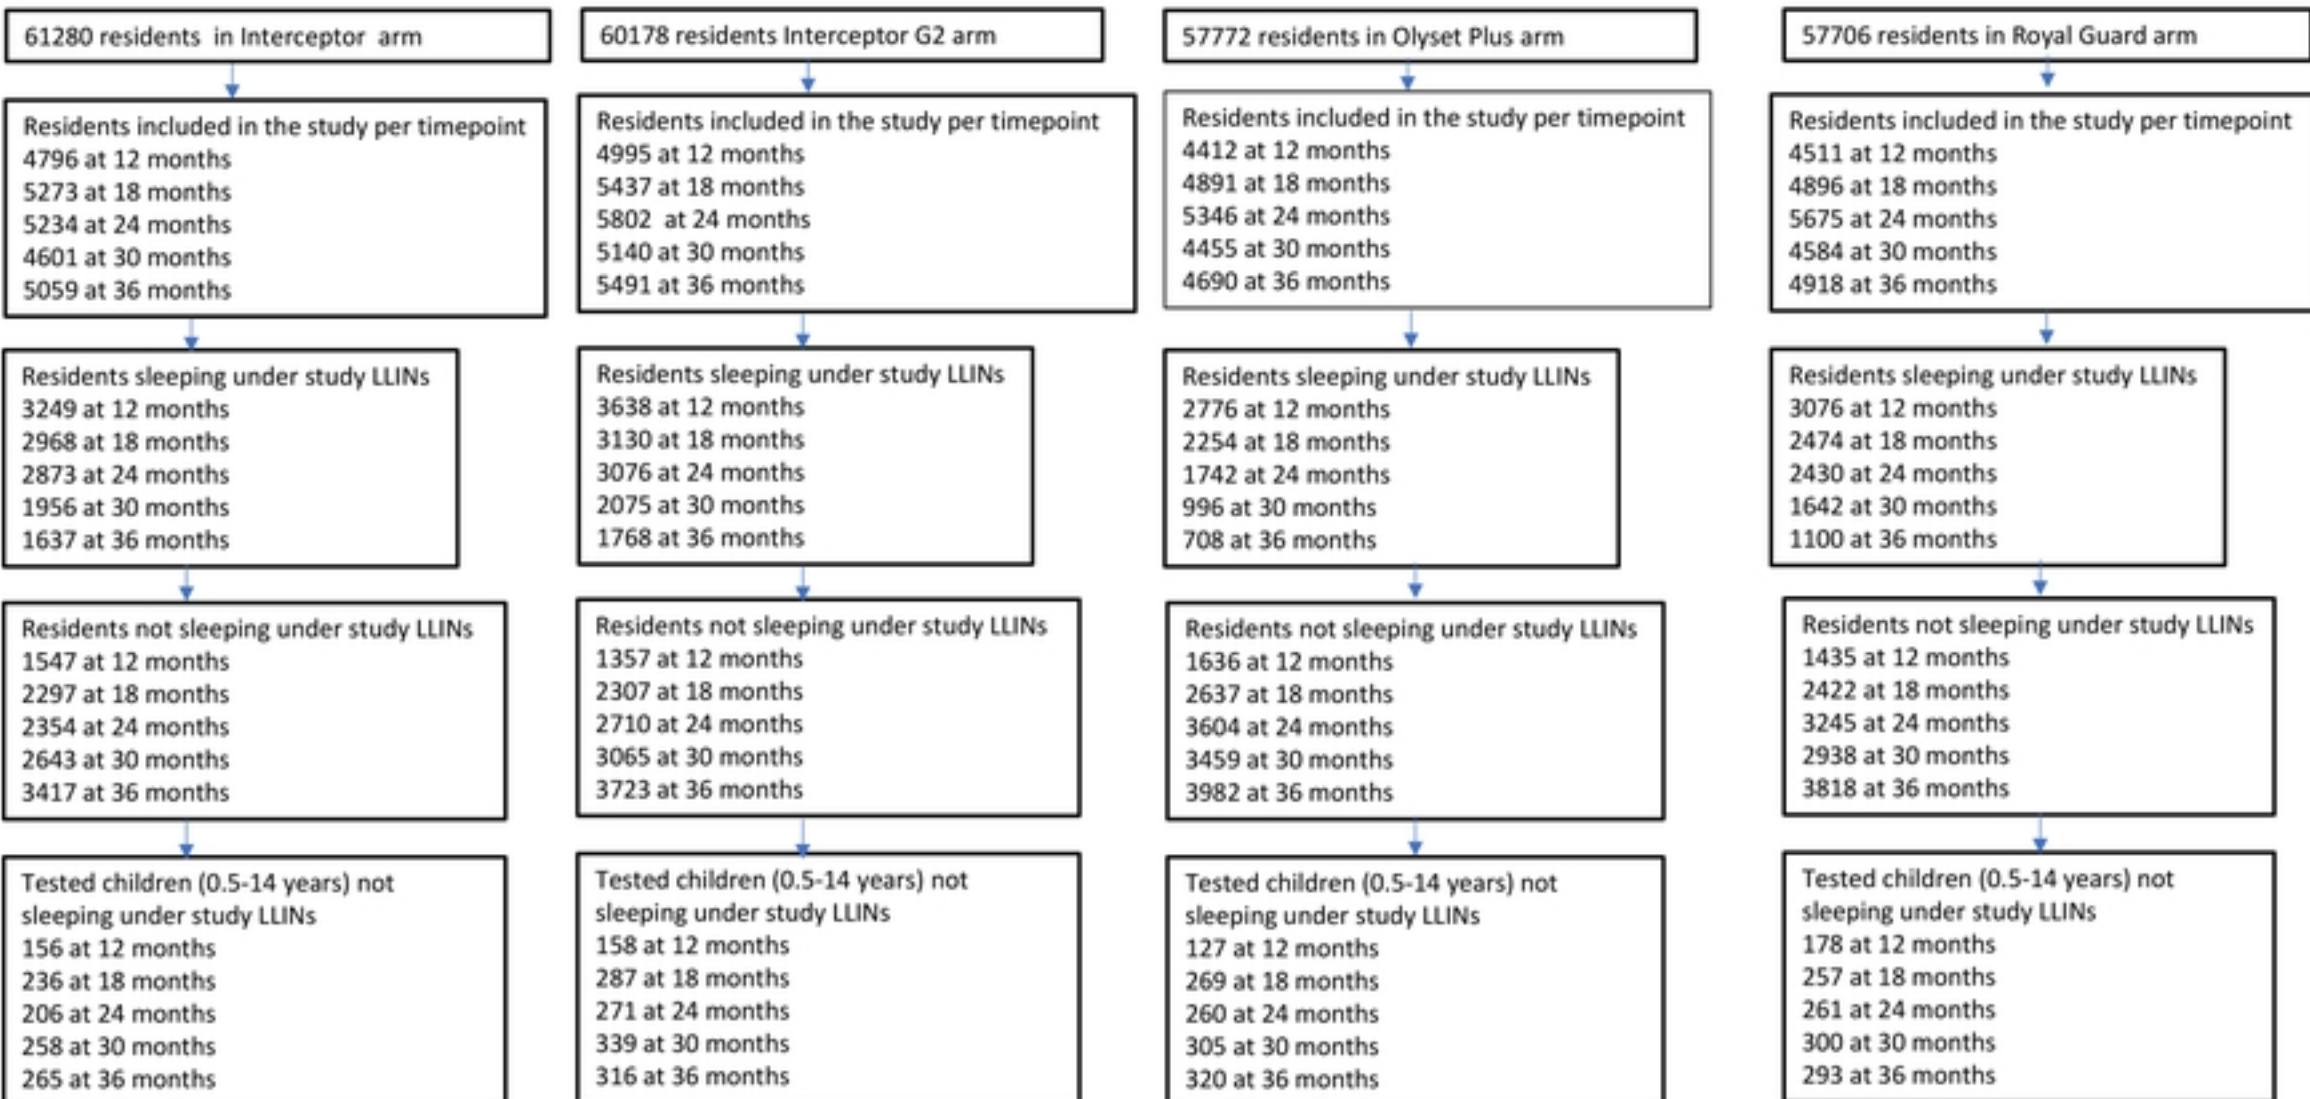 61280 residents in Interceptor arm
Residents included in the study per timepoint
4796 at 12 months
5273 at 18 months
5234 at 24 months
4601 at 30 months
5059 at 36 months
Residents sleeping under study LLINs
3249 at 12 months
2968 at 18 months
2873 at 24 months
1956 at 30 months
1637 at 36 months
Residents not sleeping under study LLINs
1547 at 12 months
2297 at 18 months
2354 at 24 months
2643 at 30 months
3417 at 36 months
Tested children (0.5-14 years) not
sleeping under study LLINs
156 at 12 months
236 at 18 months
206 at 24 months
258 at 30 months
265 at 36 months
60178 residents Interceptor G2 arm
Residents included in the study per timepoint
4995 at 12 months
5437 at 18 months
5802 at 24 months
5140 at 30 months
5491 at 36 months
Residents sleeping under study LLINs
3638 at 12 months
3130 at 18 months
3076 at 24 months
2075 at 30 months
1768 at 36 months
Residents not sleeping under study LLINs
1357 at 12 months
2307 at 18 months
2710 at 24 months
3065 at 30 months
3723 at 36 months
Tested children (0.5-14 years) not
sleeping under study LLINs
158 at 12 months
287 at 18 months
271 at 24 months
339 at 30 months
316 at 36 months
57772 residents in Olyset Plus arm
Residents included in the study per timepoint
4412 at 12 months
4891 at 18 months
5346 at 24 months
4455 at 30 months
4690 at 36 months
Residents sleeping under study LLINs
2776 at 12 months
2254 at 18 months
1742 at 24 months
996 at 30 months
708 at 36 months
Residents not sleeping under study LLINs
1636 at 12 months
2637 at 18 months
3604 at 24 months
3459 at 30 months
3982 at 36 months
Tested children (0.5-14 years) not
sleeping under study LLINs
127 at 12 months
269 at 18 months
260 at 24 months
305 at 30 months
320 at 36 months
57706 residents in Royal Guard arm
Residents included in the study per timepoint
4511 at 12 months
4896 at 18 months
5675 at 24 months
4584 at 30 months
4918 at 36 months
Residents sleeping under study LLINs
3076 at 12 months
2474 at 18 months
2430 at 24 months
1642 at 30 months
1100 at 36 months
Residents not sleeping under study LLINs
1435 at 12 months
2422 at 18 months
3245 at 24 months
2938 at 30 months
3818 at 36 months
Tested children (0.5-14 years) not
sleeping under study LLINs
178 at 12 months
257 at 18 months
261 at 24 months
300 at 30 months
293 at 36 months